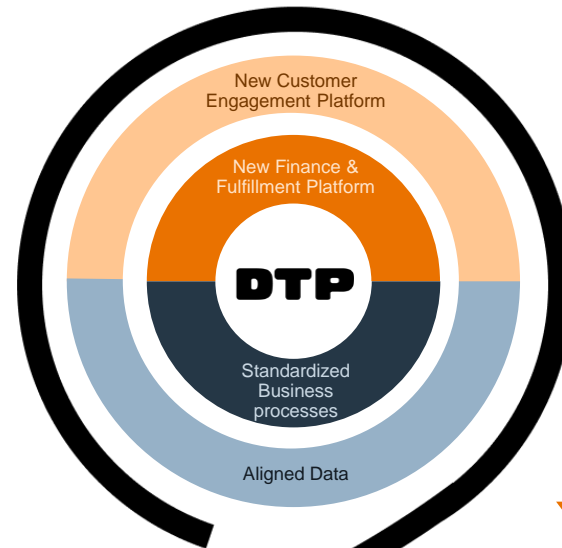 New Customer
Engagement Platform
New Finance &
Fulfillment Platform
DTP
Standardized
Business
processes
Aligned Data